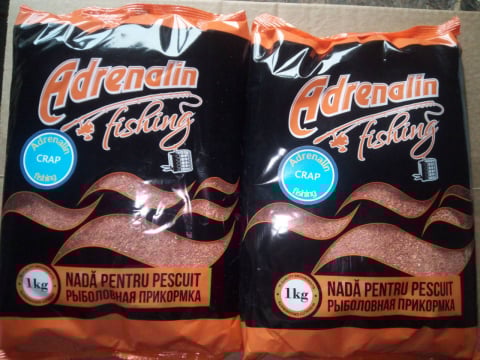 Adrenalin
fishing
Adrenalin
CRAP
fishing
1kg
NADĂ PENTRU PESCUIT
РЫБОЛОВНАЯ ПРИКОРМКА
Adrenalin
fishing
Adrenalin
CRAP
fishing
1kg
NADĂ PENTRU PESCUIT
РЫБОЛОВНАЯ ПРИКОРМКА